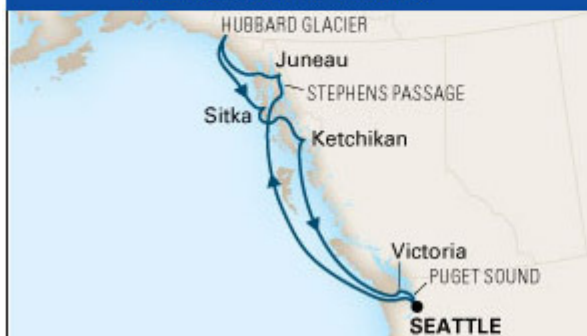 HUBBARD GLACIER
Juneau
STEPHENS PASSAGE
Sitka
Ketchikan
Victoria
PUGET SOUND
SEATTLE